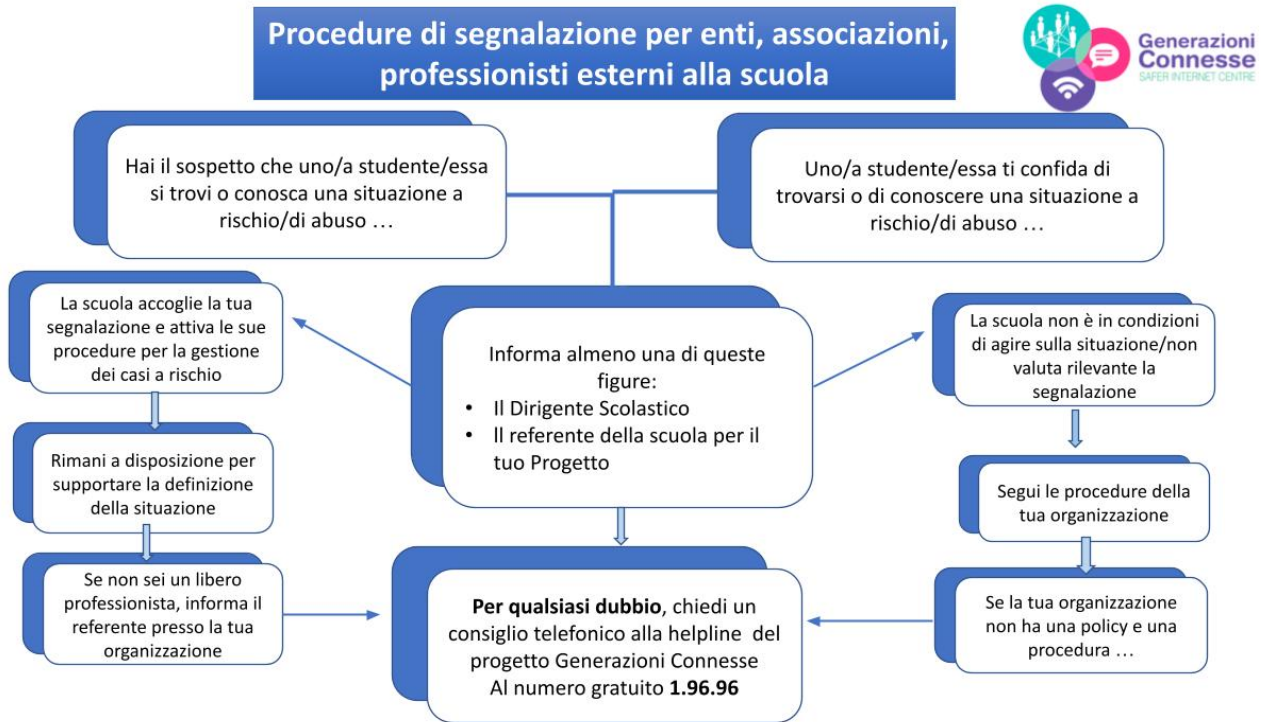 Procedure di segnalazione per enti, associazioni,
professionisti esterni alla scuola
Generazioni
Connesse
SAFER INTERNET CENTRE
Hai il sospetto che uno/a studente/essa
si trovi o conosca una situazione a
rischio/di abuso …
Uno/a studente/essa ti confida di
trovarsi o di conoscere una situazione a
rischio/di abuso …
La scuola accoglie la tua
segnalazione e attiva le sue
procedure per la gestione
dei casi a rischio
Informa almeno una di queste
figure:
• Il Dirigente Scolastico
• Il referente della scuola per il
tuo Progetto
La scuola non è in condizioni
di agire sulla situazione/non
valuta rilevante la
segnalazione
Rimani a disposizione per
supportare la definizione
della situazione
Segui le procedure della
tua organizzazione
Se non sei un libero
professionista, informa il
referente presso la tua
organizzazione
Per qualsiasi dubbio, chiedi un
consiglio telefonico alla helpline del
progetto Generazioni Connesse
Al numero gratuito 1.96.96
Se la tua organizzazione
non ha una policy e una
procedura …